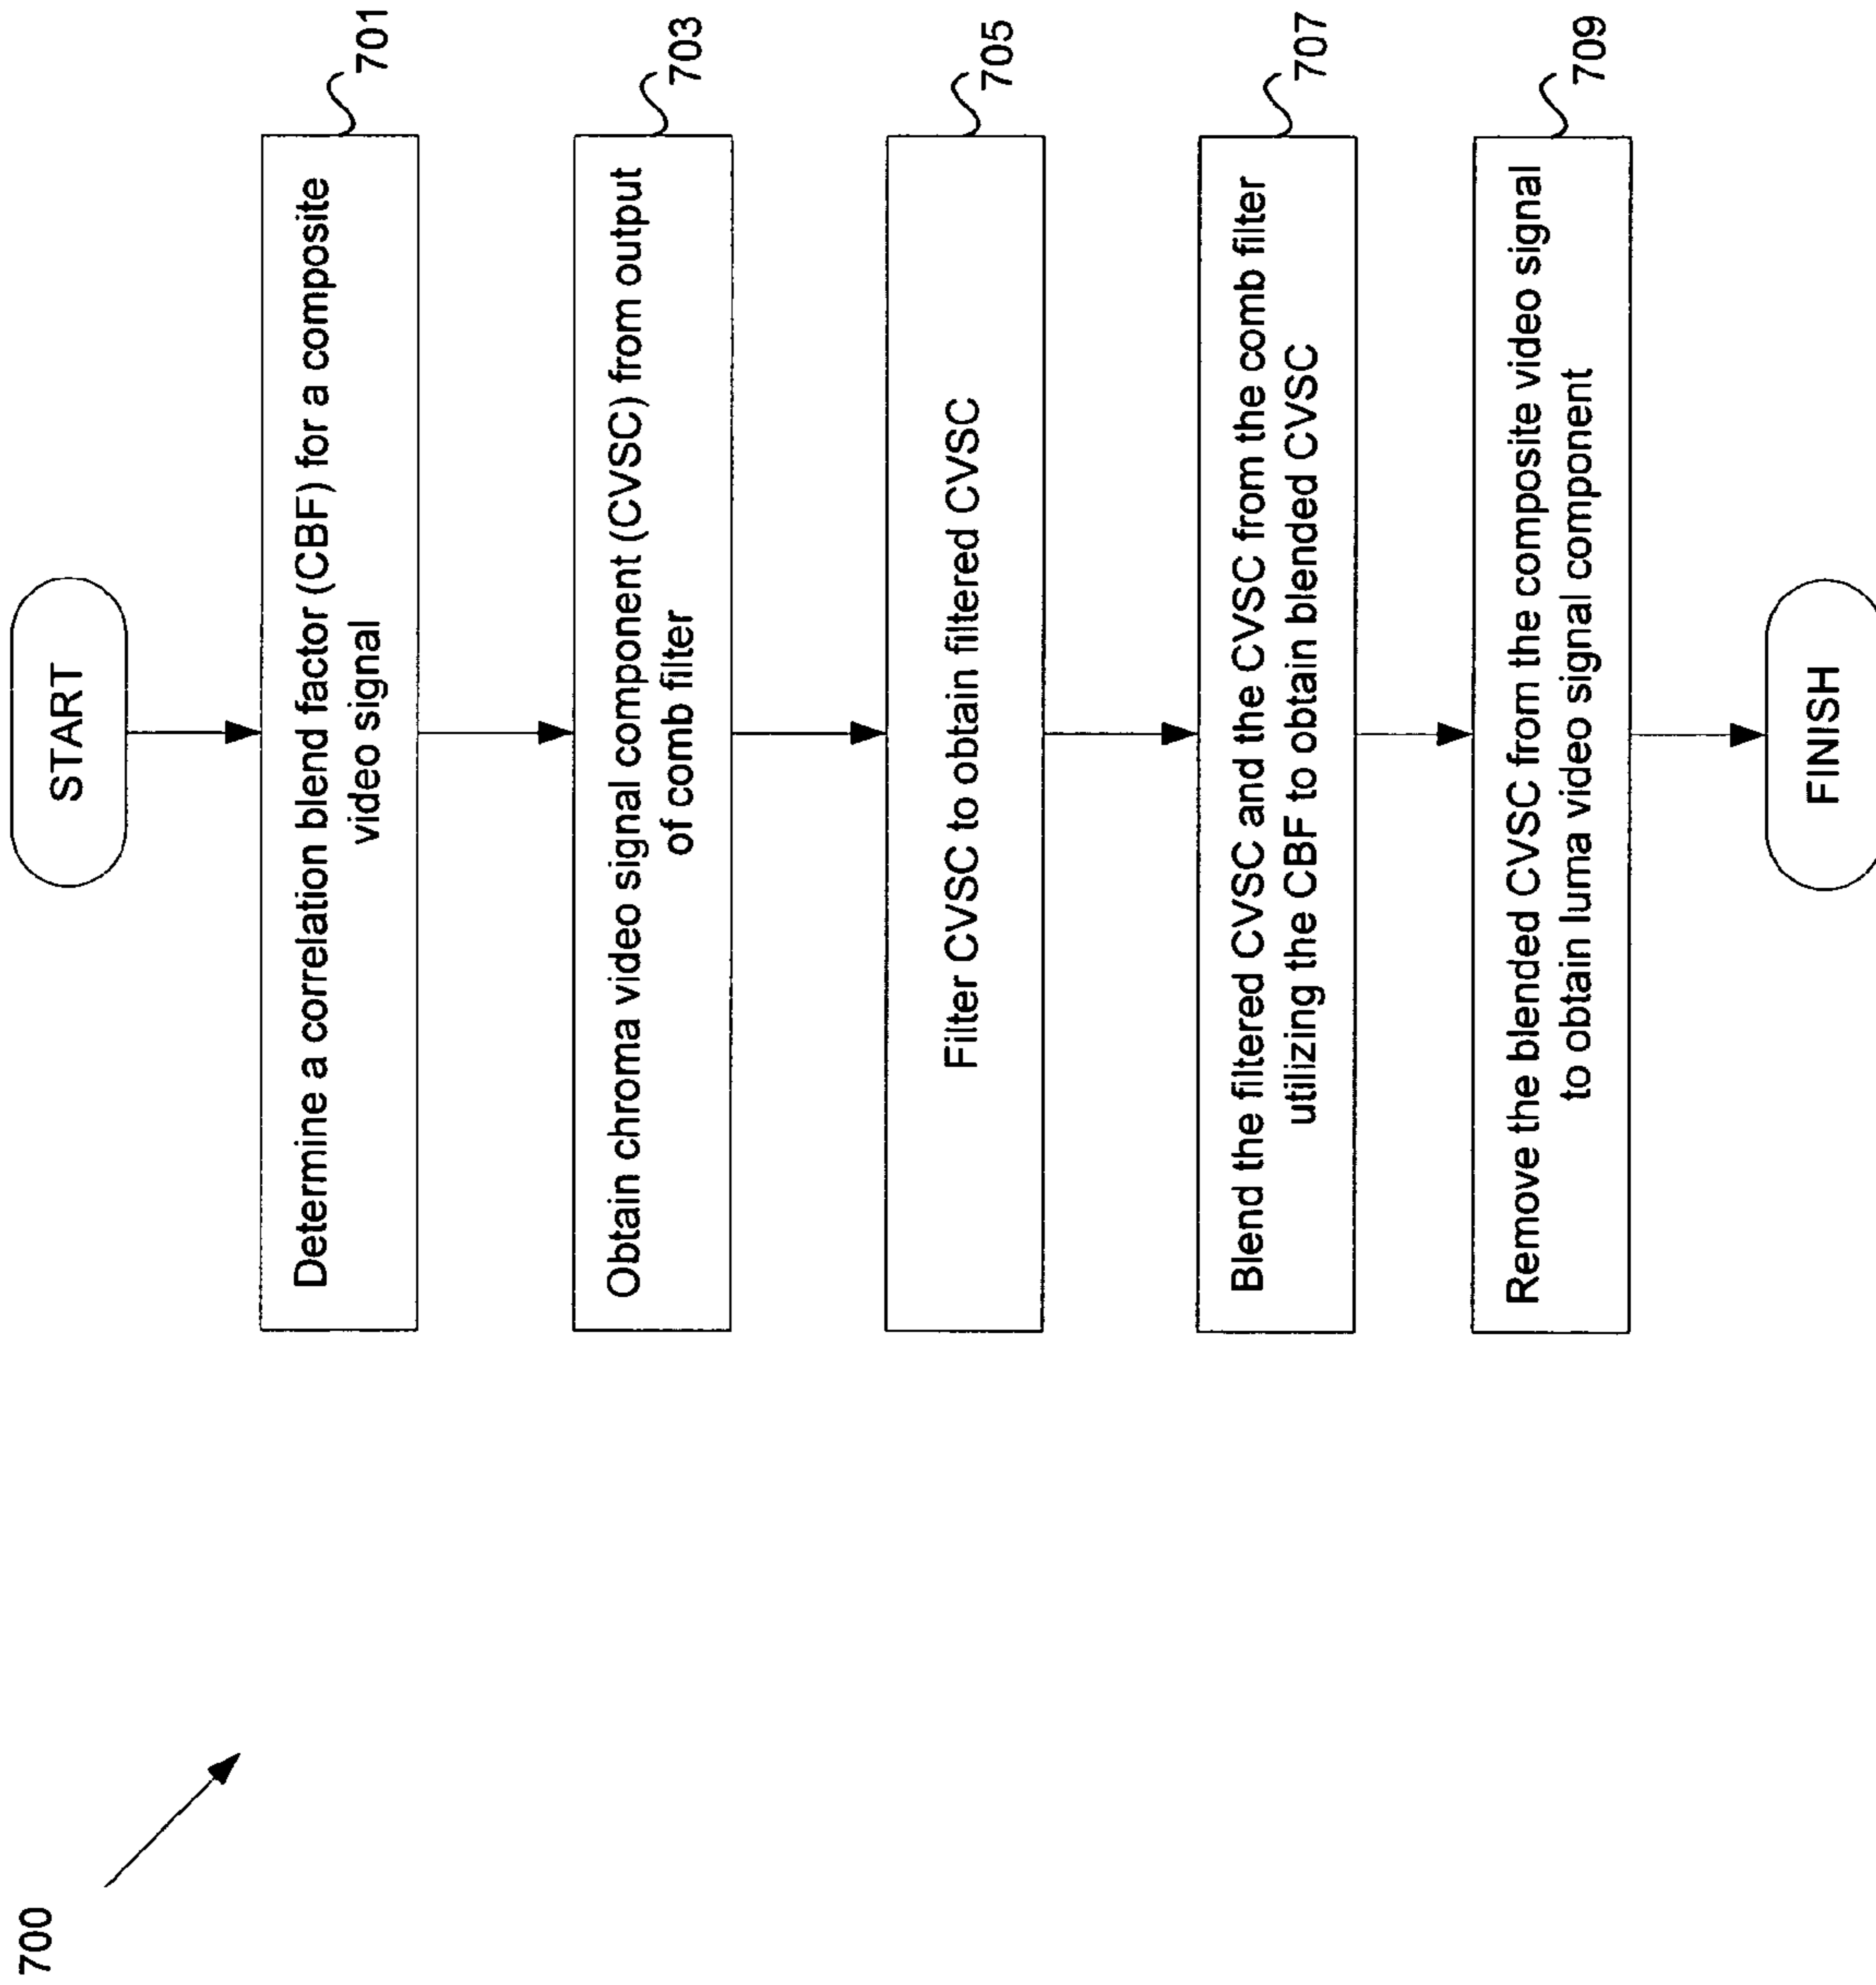 700
START
Determine a correlation blend factor (CBF) for a composite
video signal
701
Obtain chroma video signal component (CVSC) from output
of comb filter
703
Filter CVSC to obtain filtered CVSC
705
Blend the filtered CVSC and the CVSC from the comb filter
utilizing the CBF to obtain blended CVSC
707
Remove the blended CVSC from the composite video signal
to obtain luma video signal component
709
FINISH